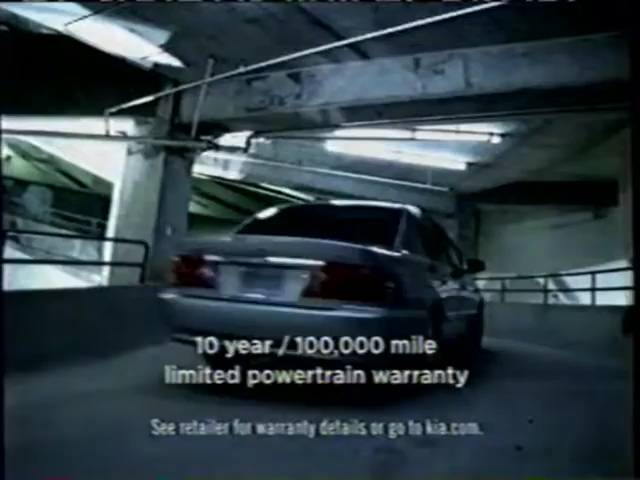 10 year / 100,000 mile
limited powertrain warranty
See retailer for warranty details or go to kia.com.